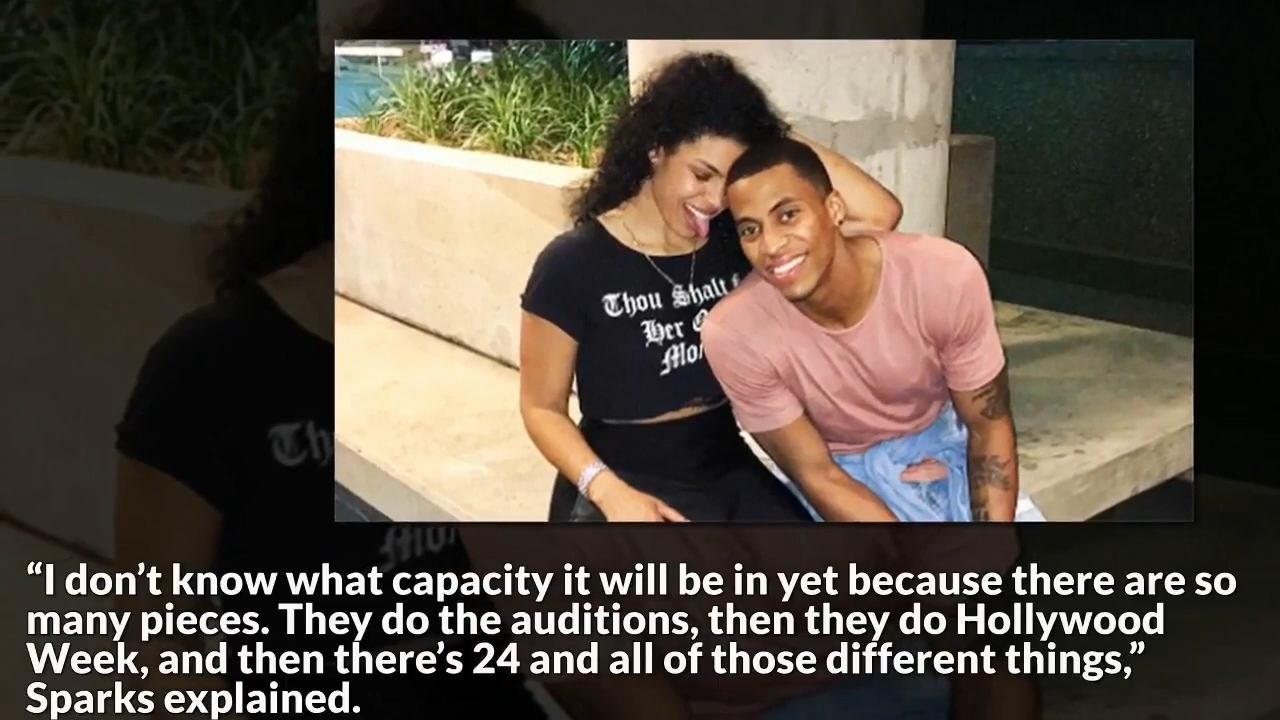 Thou Shalt
Her
“I don’t know what capacity it will be in yet because there are so
many pieces. They do the auditions, then they do Hollywood
Week, and then there’s 24 and all of those different things,”
Sparks explained.